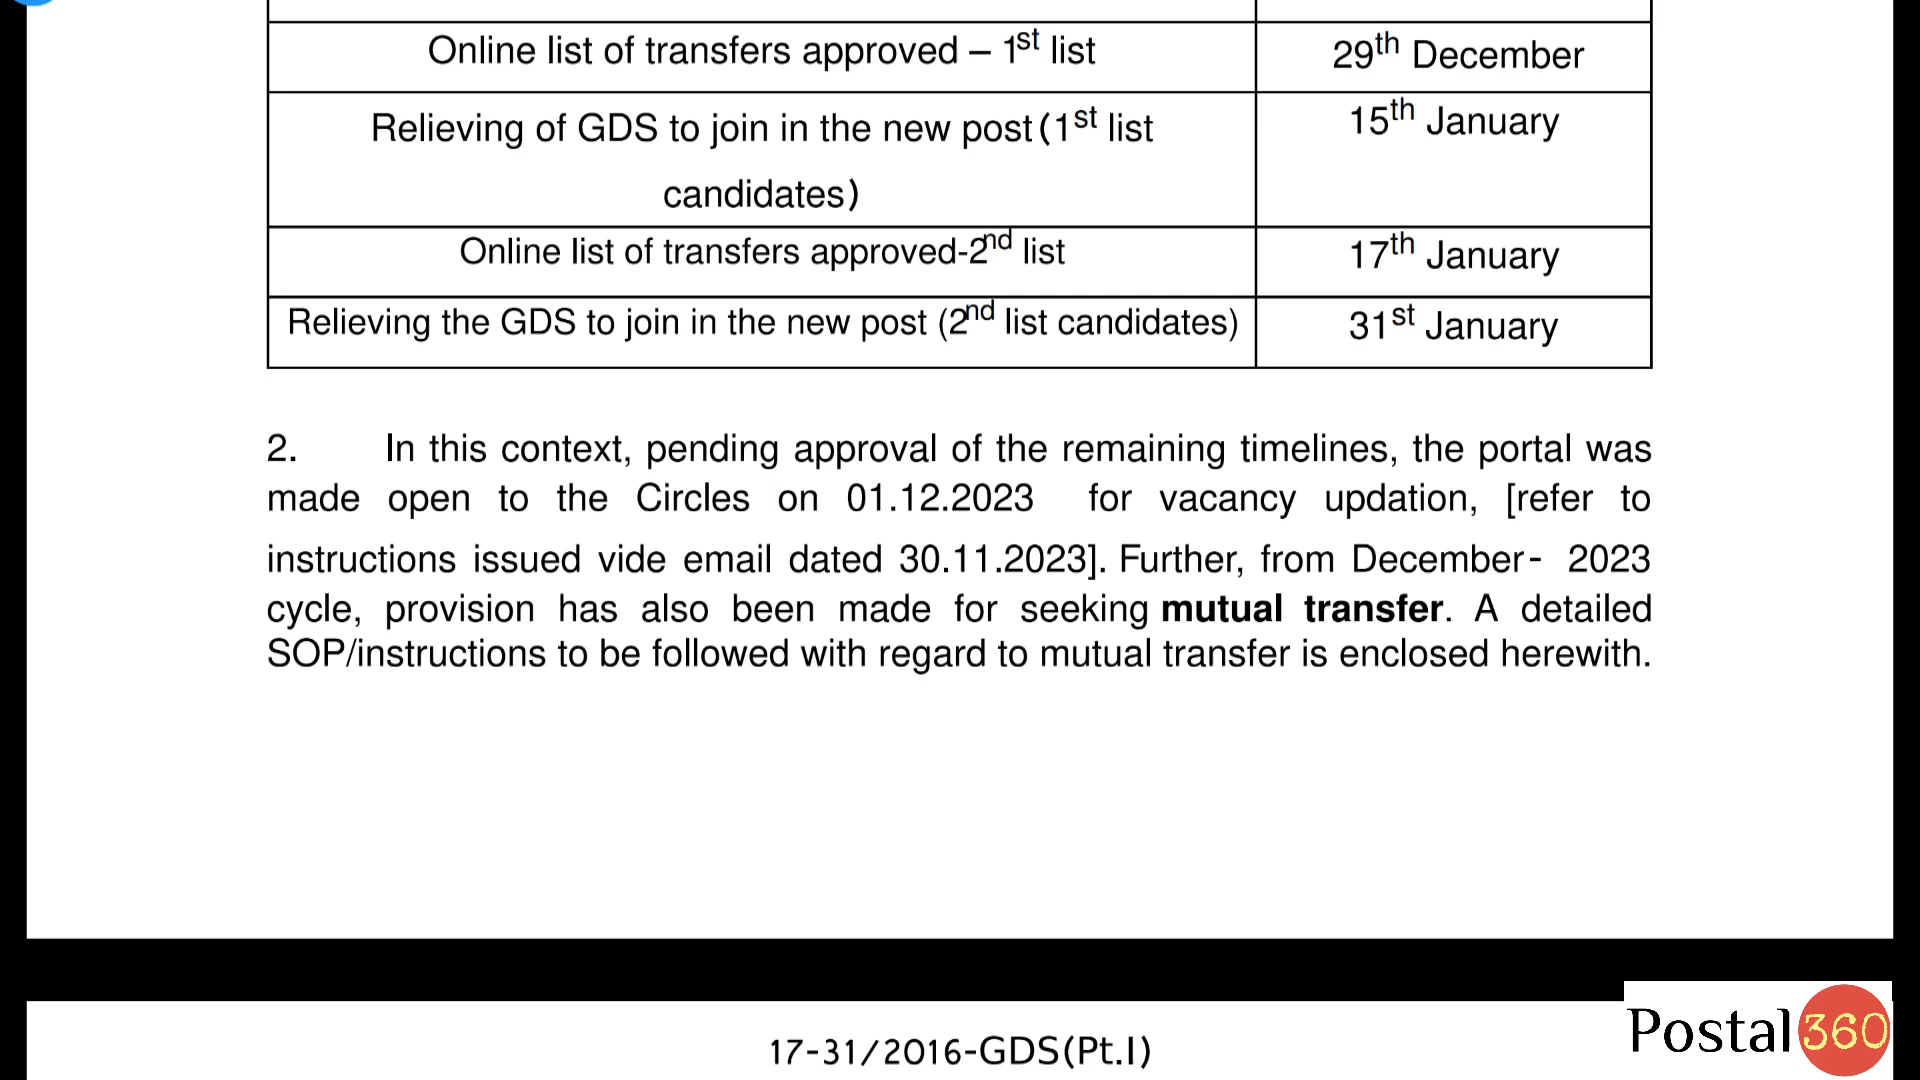 Online list of transfers approved – 1st list 29th December
Relieving of GDS to join in the new post(1st list 15th January
candidates)
Online list of transfers approved-2nd list 17th January
Relieving the GDS to join in the new post (2nd list candidates) 31st January
2. In this context, pending approval of the remaining timelines, the portal was
made open to the Circles on 01.12.2023 for vacancy updation, [refer to
instructions issued vide email dated 30.11.2023]. Further, from December- 2023
cycle, provision has also been made for seeking mutual transfer. A detailed
SOP/instructions to be followed with regard to mutual transfer is enclosed herewith.
17-31/2016-GDS(Pt.I)
Postal 360